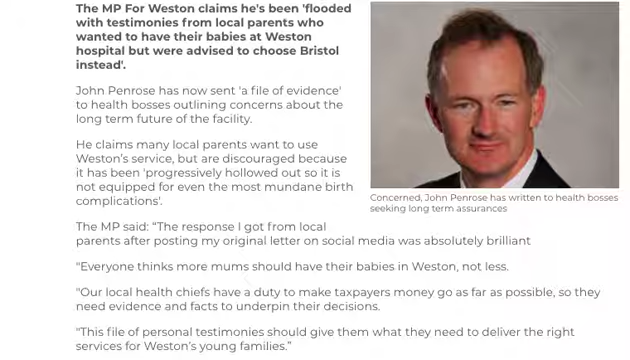 The MP For Weston claims he's been 'flooded
with testimonies from local parents who
wanted to have their babies at Weston
hospital but were advised to choose Bristol
instead'.
John Penrose has now sent 'a file of evidence'
to health bosses outlining concerns about the
long term future of the facility.
He claims many local parents want to use
Weston's service, but are discouraged because
it has been 'progressively hollowed out so it is
not equipped for even the most mundane birth
complications'.
Concerned, John Penrose has written to health bosses
seeking long term assurances
The MP said: "The response I got from local
parents after posting my original letter on social media was absolutely brilliant
"Everyone thinks more mums should have their babies in Weston, not less.
"Our local health chiefs have a duty to make taxpayers money go as far as possible, so they
need evidence and facts to underpin their decisions.
"This file of personal testimonies should give them what they need to deliver the right
services for Weston's young families."